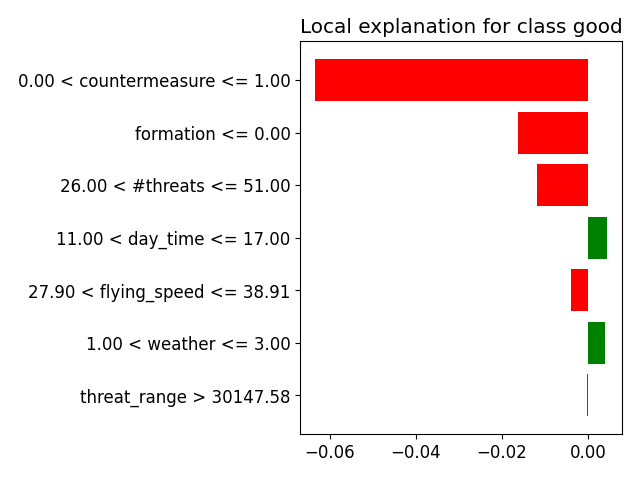 Local explanation for class good
0.00 < countermeasure <= 1.00
formation <= 0.00
26.00 < #threats <= 51.00
11.00 < day_time <= 17.00
27.90 < flying_speed <= 38.91
1.00 < weather <= 3.00
threat_range > 30147.58
−0.06 −0.04 −0.02 0.00